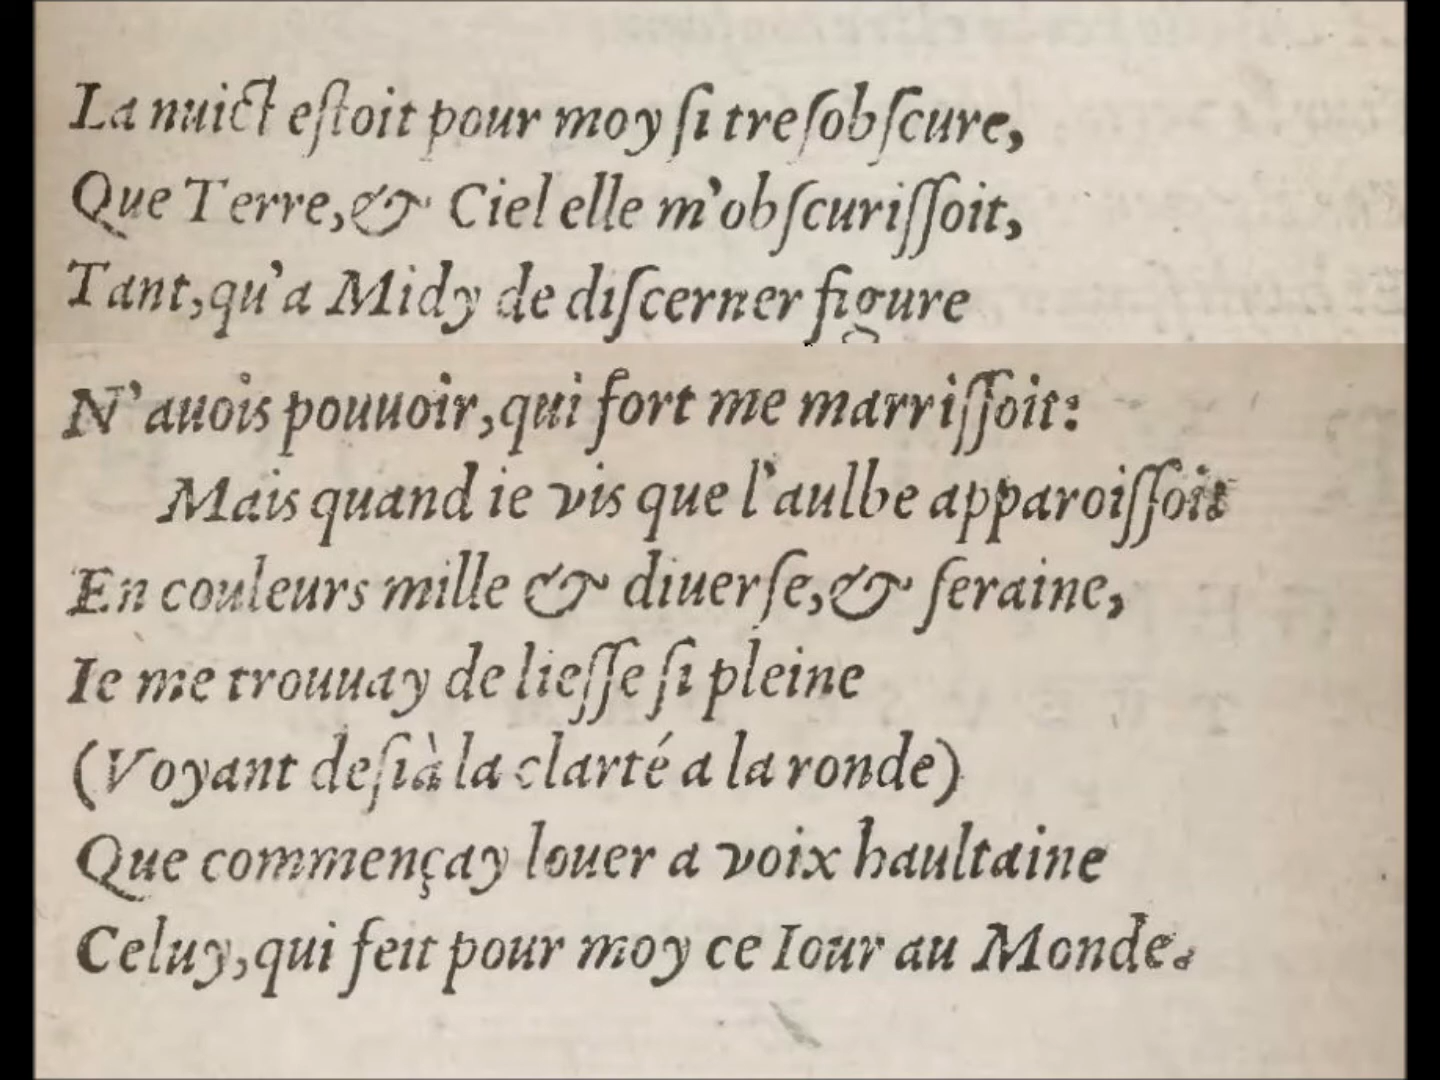 La nuict eſtoit pour moy ſi treſobſcure,
Que Terre,& Ciel elle m'obſcuriſſoit,
Tant,qu'a Midy de diſcerner figure
N'auois pouuoir,qui fort me marriſſoit:
Mais quand ie vis que l'aulbe apparoiſſoit
En couleurs mille & diuerſe,& ſeraine,
Ie me trouuay de lieſſe ſi pleine
(Voyant deſià la clarté a la ronde)
Que commençay louer a voix haultaine
Celuy,qui feit pour moy ce Iour au Monde.